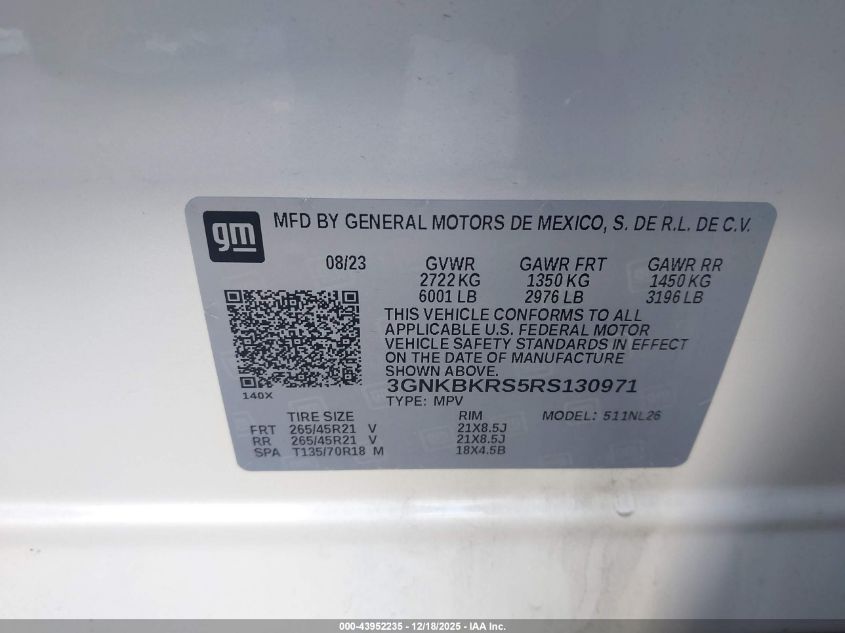 gm
MFD BY GENERAL MOTORS DE MEXICO, S. DE R.L. DE C.V.
08/23 GVWR GAWR FRT GAWR RR
2722 KG 1350 KG 1450 KG
6001 LB 2976 LB 3196 LB
THIS VEHICLE CONFORMS TO ALL
APPLICABLE U.S. FEDERAL MOTOR
VEHICLE SAFETY STANDARDS IN EFFECT
ON THE DATE OF MANUFACTURE
SHOWN ABOVE.
3GNKBKRS5RS130971
140X
TYPE: MPV
TIRE SIZE RIM MODEL: 511NL26
FRT 265/45R21 V 21X8.5J
RR 265/45R21 V 21X8.5J
SPA T135/70R18 M 18X4.5B
000-43952235 - 12/18/2025 - IAA Inc.